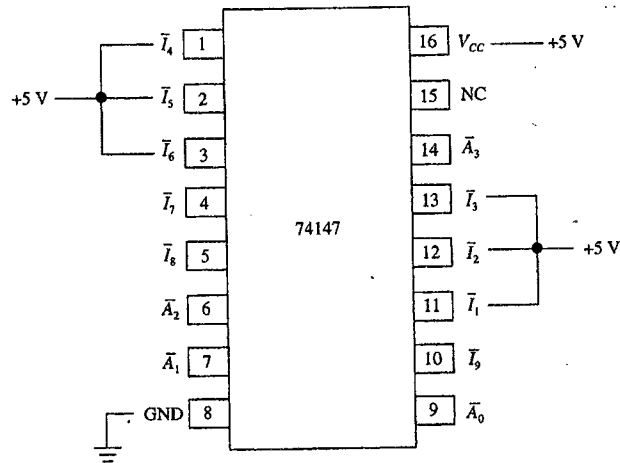 Ī₄ 1 16 V_CC +5 V
+5 V Ī₅ 2 15 NC
Ī₆ 3 14 Ā₃
Ī₇ 4 13 Ī₃
74147
Ī₈ 5 12 Ī₂ +5 V
Ā₂ 6 11 Ī₁
Ā₁ 7 10 Ī₉
GND 8 9 Ā₀